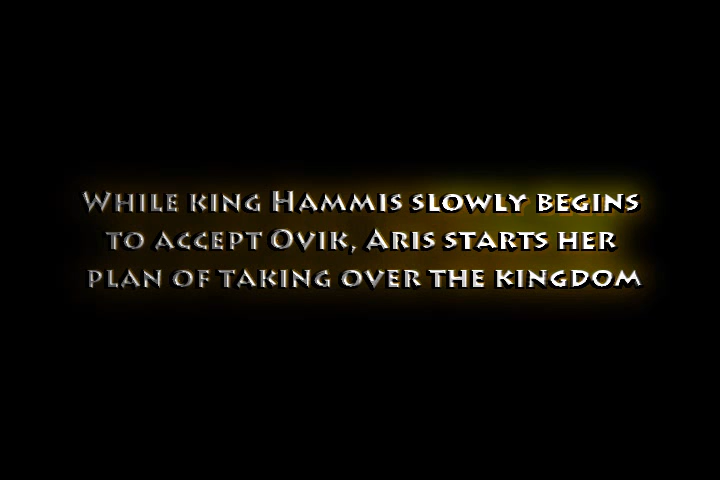 While king Hammis slowly begins
to accept Ovik, Aris starts her
plan of taking over the kingdom